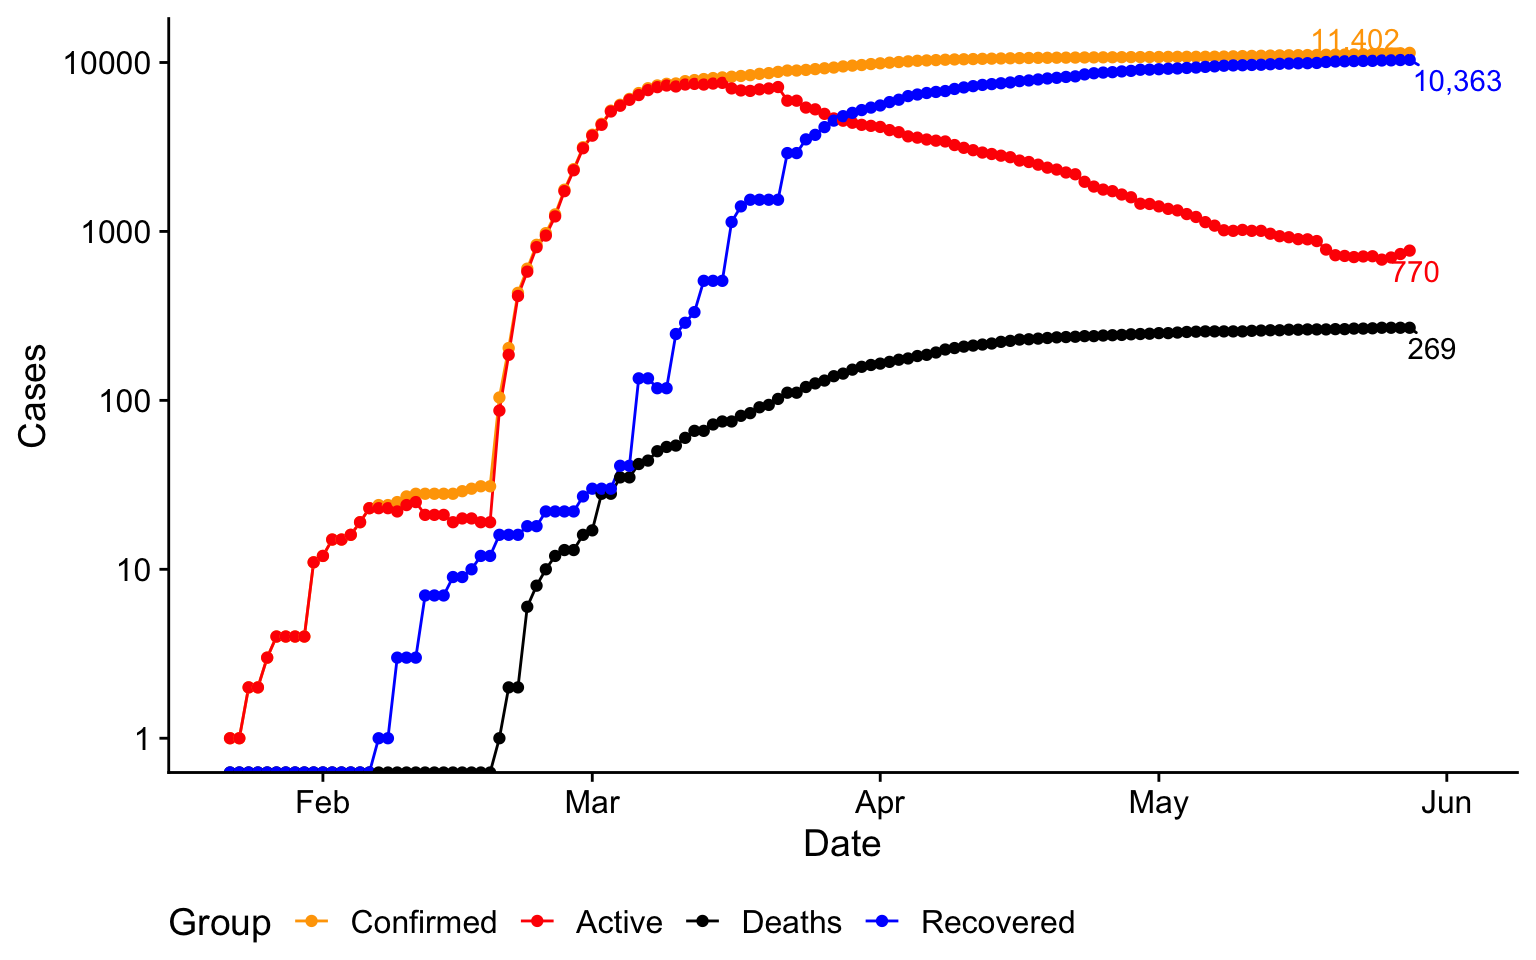 11,402
10000
10,363
1000
770
269
100
10
1
Cases
Feb Mar Apr May Jun
Date
Group Confirmed Active Deaths Recovered